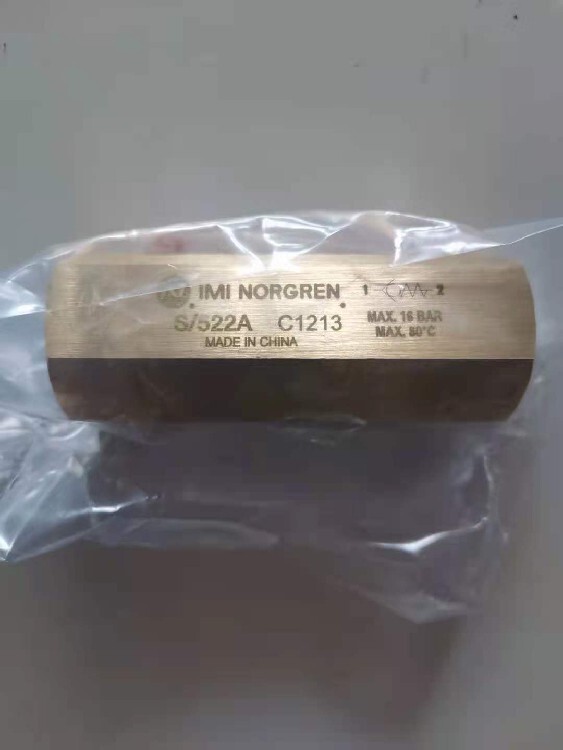 IMI NORGREN
1 2
S/522A C1213
MAX. 16 BAR
MAX. 80°C
MADE IN CHINA